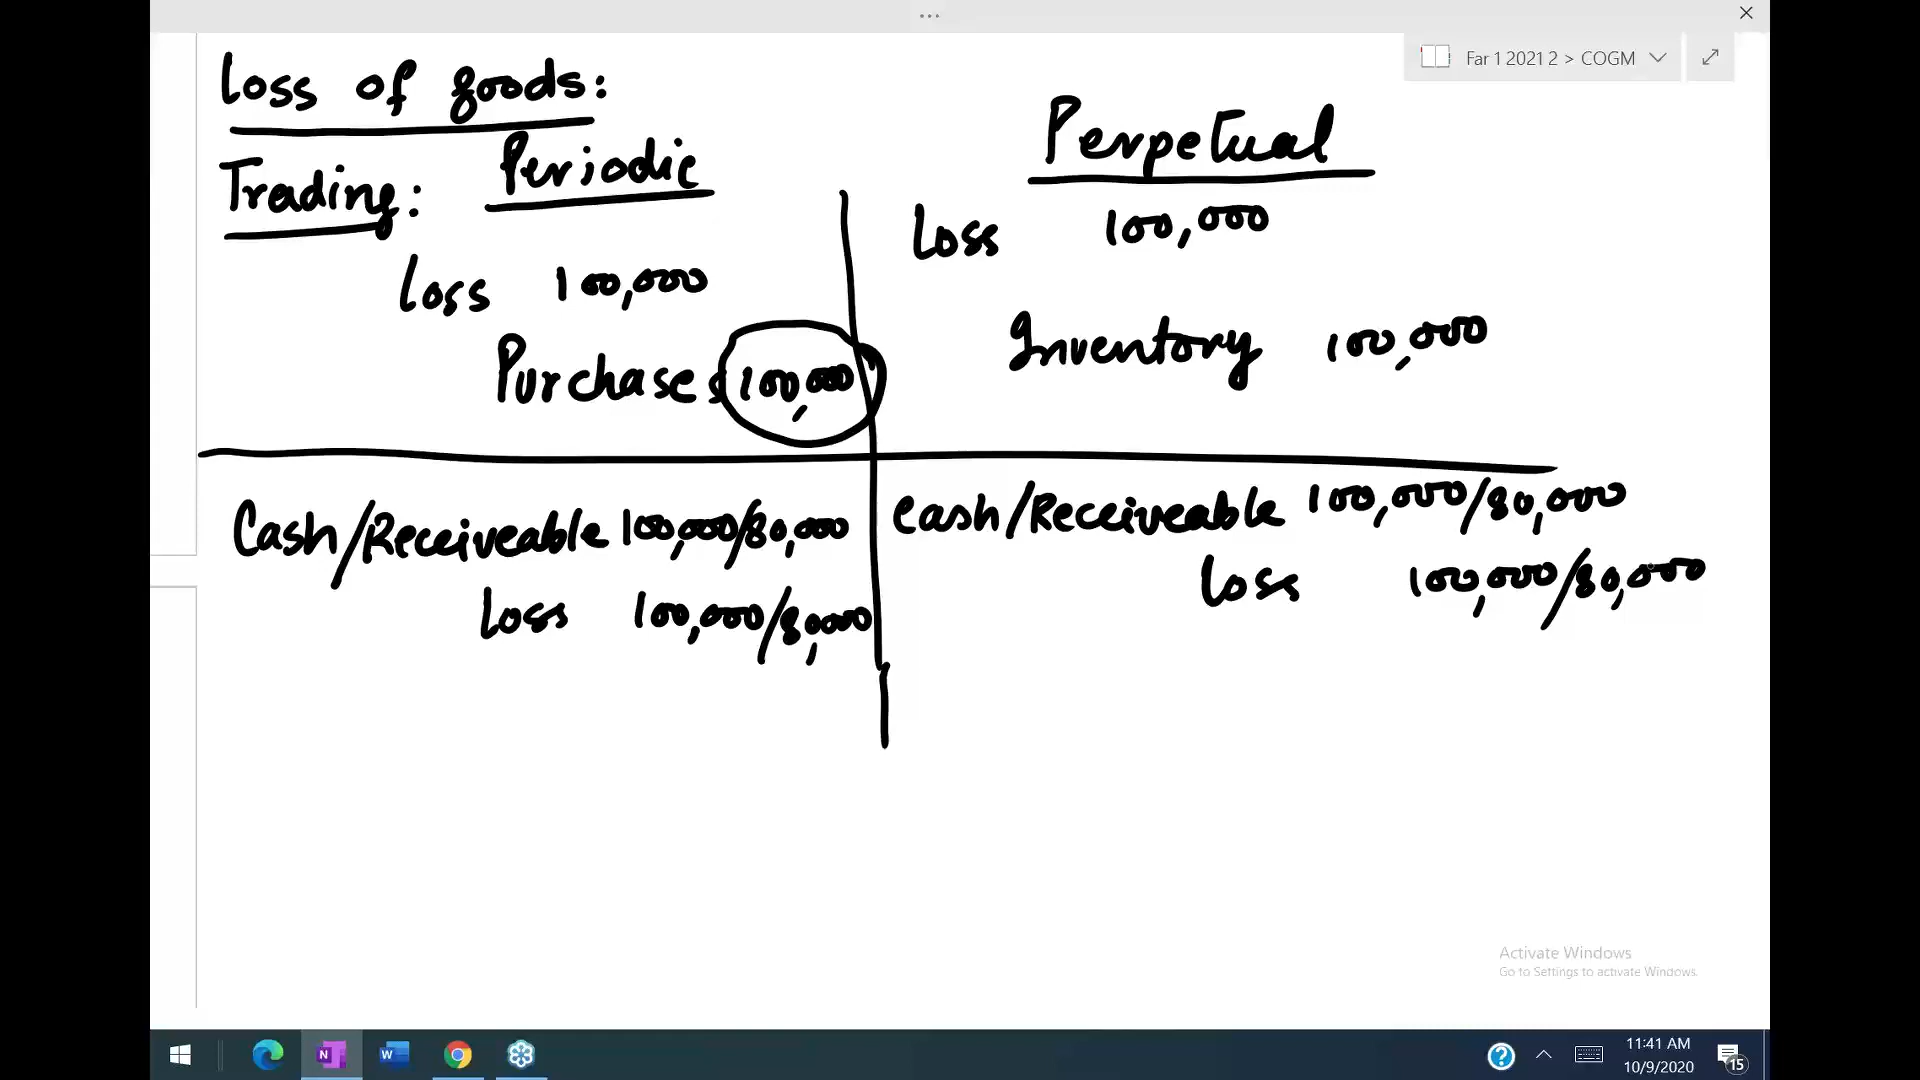 ...
Far 1 2021 2 > COGM
Loss of goods:
Trading: Periodic
Loss 100,000
Purchases 100,000
Cash/Receiveable 100,000/80,000
Loss 100,000/80,000
Perpetual
Loss 100,000
Inventory 100,000
Cash/Receiveable 100,000/80,000
Loss 100,000/80,000
Activate Windows
Go to Settings to activate Windows.
11:41 AM
10/9/2020
15